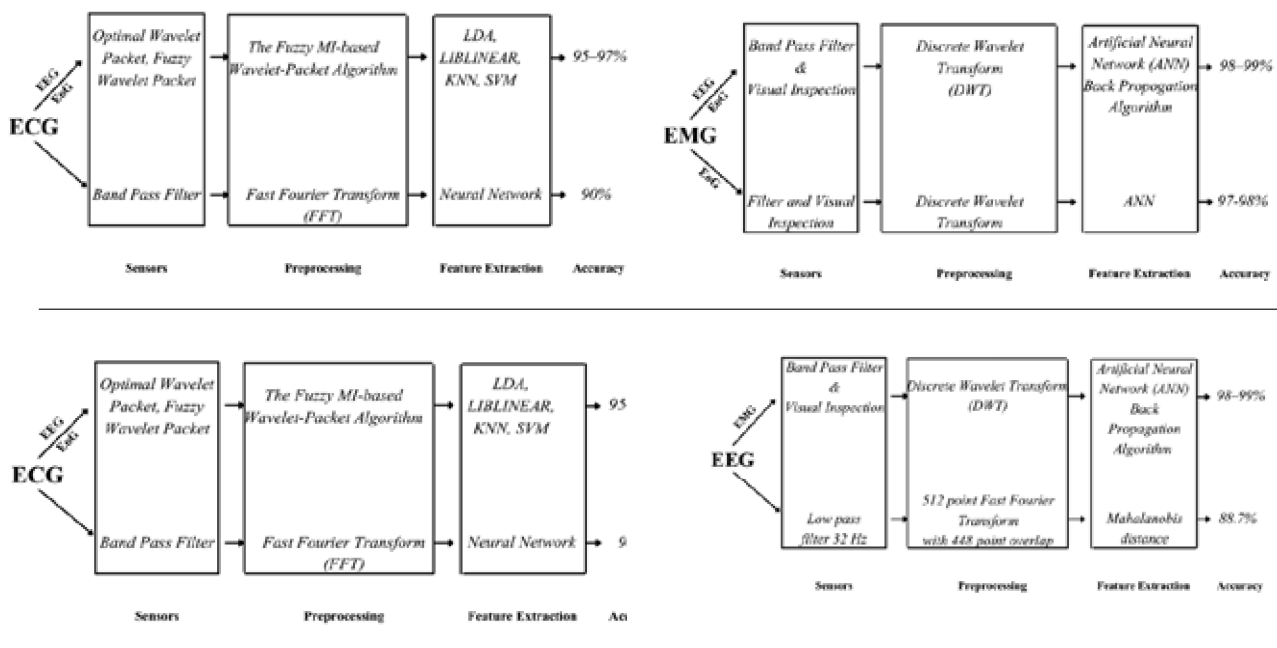 Optimal Wavelet
Packet, Fuzzy
Wavelet Packet
The Fuzzy MI-based
Wavelet-Packet Algorithm
LDA,
LIBLINEAR,
KNN, SVM
95–97%
EEG
EoG
ECG
Band Pass Filter
Fast Fourier Transform
(FFT)
Neural Network
90%
Sensors
Preprocessing
Feature Extraction
Accuracy
Band Pass Filter
&
Visual Inspection
Discrete Wavelet
Transform
(DWT)
Artificial Neural
Network (ANN)
Back Propogation
Algorithm
98–99%
EEG
EoG
EMG
EoG
Filter and Visual
Inspection
Discrete Wavelet
Transform
ANN
97-98%
Sensors
Preprocessing
Feature Extraction
Accuracy
Optimal Wavelet
Packet, Fuzzy
Wavelet Packet
The Fuzzy MI-based
Wavelet-Packet Algorithm
LDA,
LIBLINEAR,
KNN, SVM
95
EEG
EoG
ECG
Band Pass Filter
Fast Fourier Transform
(FFT)
Neural Network
9
Sensors
Preprocessing
Feature Extraction
Band Pass Filter
&
Visual Inspection
Discrete Wavelet Transform
(DWT)
Artificial Neural
Network (ANN)
Back
Propagation
Algorithm
98–99%
EMG
EEG
Low pass
filter 32 Hz
512 point Fast Fourier
Transform
with 448 point overlap
Mahalanobis
distance
88.7%
Sensors
Preprocessing
Feature Extraction
Accuracy